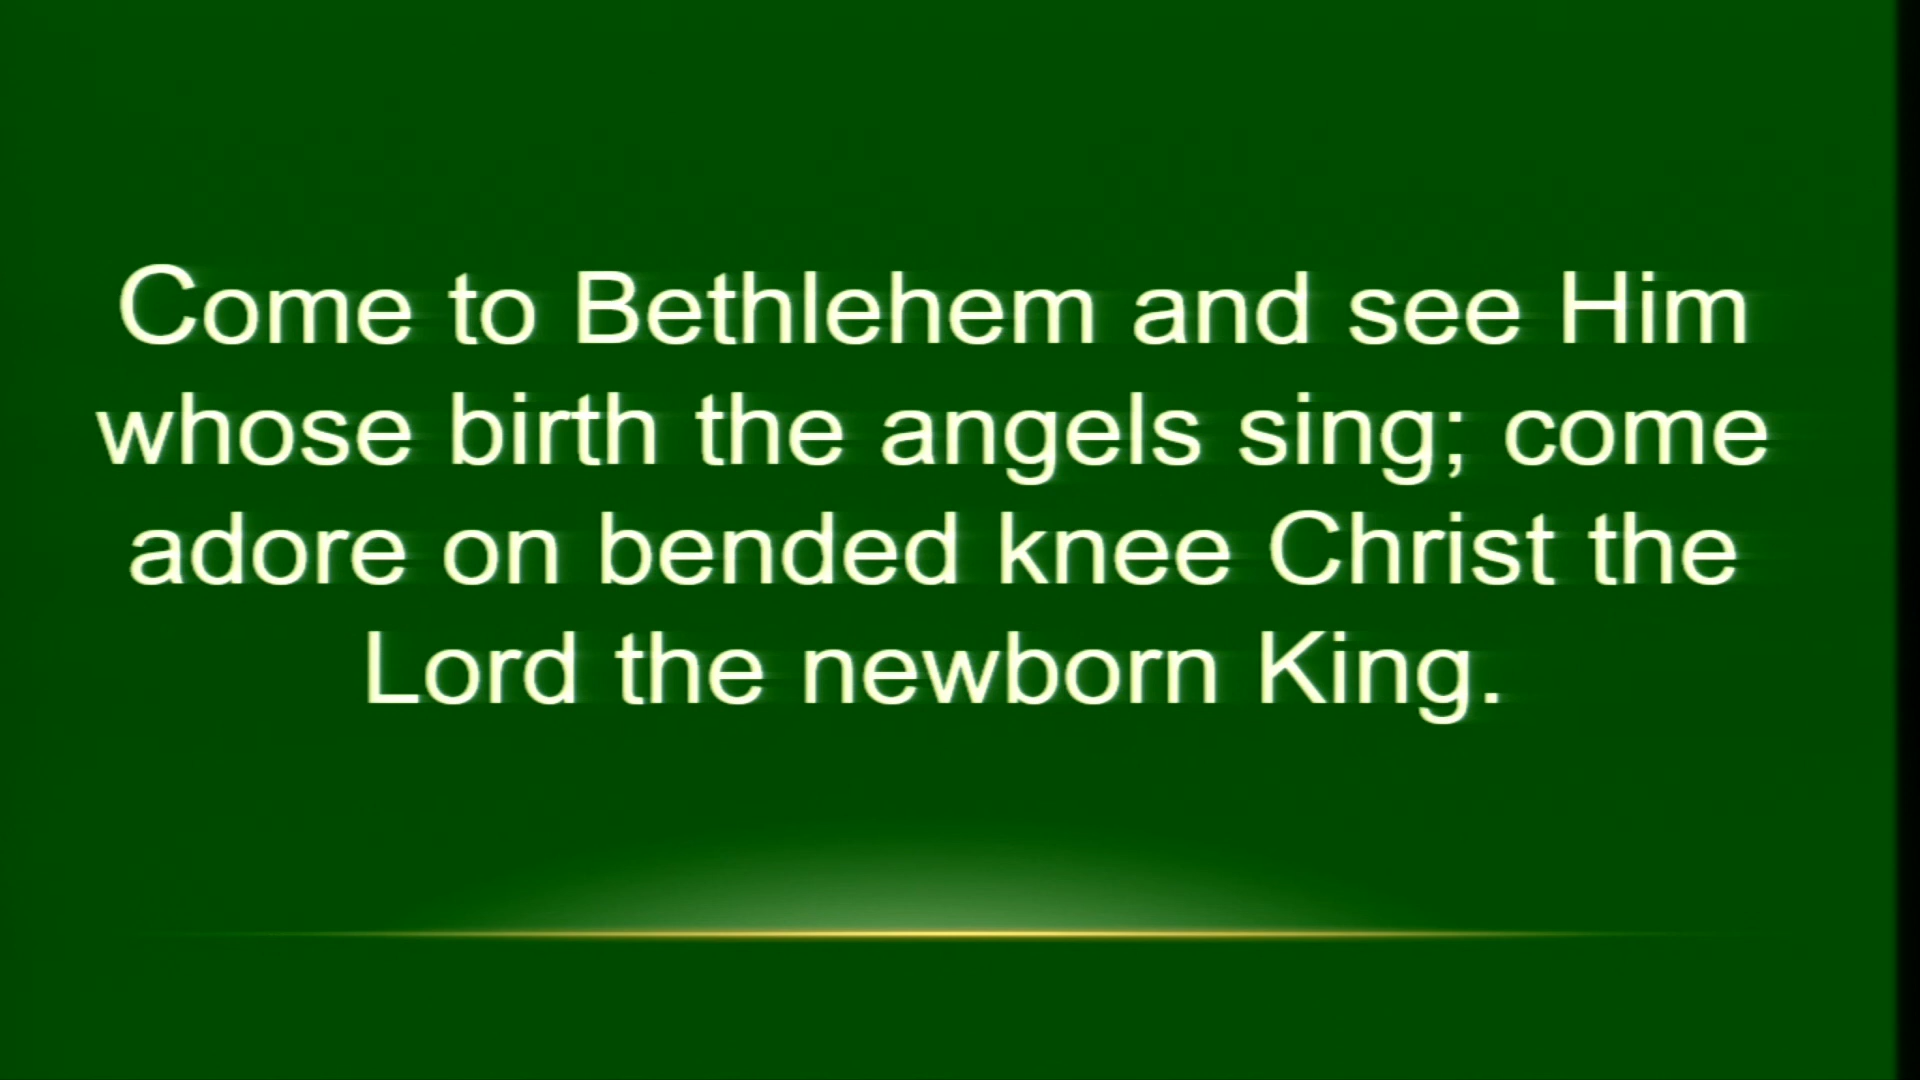 Come to Bethlehem and see Him
whose birth the angels sing; come
adore on bended knee Christ the
Lord the newborn King.